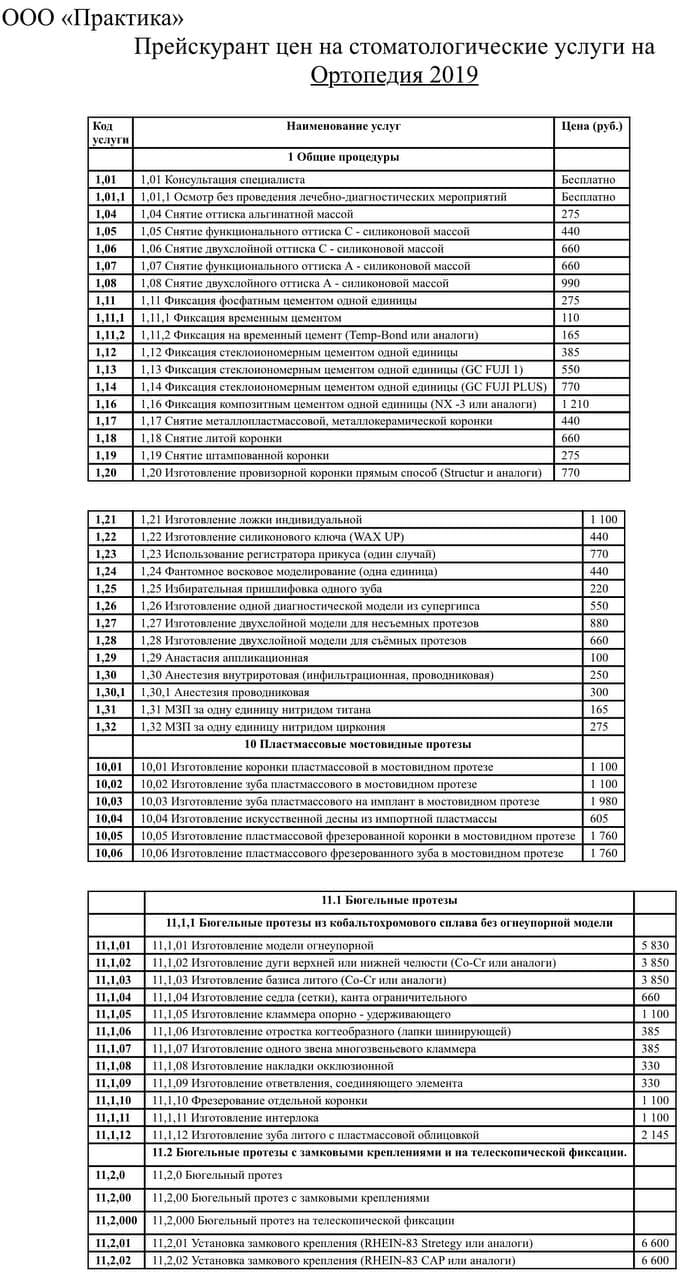 ООО «Практика»
Прейскурант цен на стоматологические услуги на
Ортопедия 2019
Код услуги Наименование услуг Цена (руб.)
1 Общие процедуры
1,01 1,01 Консультация специалиста Бесплатно
1,01,1 1,01,1 Осмотр без проведения лечебно-диагностических мероприятий Бесплатно
1,04 1,04 Снятие оттиска альгинатной массой 275
1,05 1,05 Снятие функционального оттиска С - силиконовой массой 440
1,06 1,06 Снятие двухслойной оттиска С - силиконовой массой 660
1,07 1,07 Снятие функционального оттиска А - силиконовой массой 660
1,08 1,08 Снятие двухслойного оттиска А - силиконовой массой 990
1,11 1,11 Фиксация фосфатным цементом одной единицы 275
1,11,1 1,11,1 Фиксация временным цементом 110
1,11,2 1,11,2 Фиксация на временный цемент (Temp-Bond или аналоги) 165
1,12 1,12 Фиксация стеклоиономерным цементом одной единицы 385
1,13 1,13 Фиксация стеклоиономерным цементом одной единицы (GC FUJI 1) 550
1,14 1,14 Фиксация стеклоиономерным цементом одной единицы (GC FUJI PLUS) 770
1,16 1,16 Фиксация композитным цементом одной единицы (NX -3 или аналоги) 1 210
1,17 1,17 Снятие металлопластмассовой, металлокерамической коронки 440
1,18 1,18 Снятие литой коронки 660
1,19 1,19 Снятие штампованной коронки 275
1,20 1,20 Изготовление провизорной коронки прямым способ (Structur и аналоги) 770
1,21 1,21 Изготовление ложки индивидуальной 1 100
1,22 1,22 Изготовление силиконового ключа (WAX UP) 440
1,23 1,23 Использование регистратора прикуса (один случай) 770
1,24 1,24 Фантомное восковое моделирование (одна единица) 440
1,25 1,25 Избирательная пришлифовка одного зуба 220
1,26 1,26 Изготовление одной диагностической модели из супергипса 550
1,27 1,27 Изготовление двухслойной модели для несъемных протезов 880
1,28 1,28 Изготовление двухслойной модели для съёмных протезов 660
1,29 1,29 Анастасия аппликационная 100
1,30 1,30 Анестезия внутриротовая (инфильтрационная, проводниковая) 250
1,30,1 1,30,1 Анестезия проводниковая 300
1,31 1,31 МЗП за одну единицу нитридом титана 165
1,32 1,32 МЗП за одну единицу нитридом циркония 275
10 Пластмассовые мостовидные протезы
10,01 10,01 Изготовление коронки пластмассовой в мостовидном протезе 1 100
10,02 10,02 Изготовление зуба пластмассового в мостовидном протезе 1 100
10,03 10,03 Изготовление зуба пластмассового на имплант в мостовидном протезе 1 980
10,04 10,04 Изготовление искусственной десны из импортной пластмассы 605
10,05 10,05 Изготовление пластмассовой фрезерованной коронки в мостовидном протезе 1 760
10,06 10,06 Изготовление пластмассового фрезерованного зуба в мостовидном протезе 1 760
11.1 Бюгельные протезы
11,1,1 Бюгельные протезы из кобальтохромового сплава без огнеупорной модели
11,1,01 11,1,01 Изготовление модели огнеупорной 5 830
11,1,02 11,1,02 Изготовление дуги верхней или нижней челюсти (Co-Cr или аналоги) 3 850
11,1,03 11,1,03 Изготовление базиса литого (Co-Cr или аналоги) 3 850
11,1,04 11,1,04 Изготовление седла (сетки), канта ограничительного 660
11,1,05 11,1,05 Изготовление кламмера опорно - удерживающего 1 100
11,1,06 11,1,06 Изготовление отростка когтеобразного (лапки шинирующей) 385
11,1,07 11,1,07 Изготовление одного звена многозвеньевого кламмера 385
11,1,08 11,1,08 Изготовление накладки окклюзионной 330
11,1,09 11,1,09 Изготовление ответвления, соединяющего элемента 330
11,1,10 11,1,10 Фрезерование отдельной коронки 1 100
11,1,11 11,1,11 Изготовление интерлока 1 100
11,1,12 11,1,12 Изготовление зуба литого с пластмассовой облицовкой 2 145
11.2 Бюгельные протезы с замковыми креплениями и на телескопической фиксации.
11,2,0 11,2,0 Бюгельный протез
11,2,00 11,2,00 Бюгельный протез с замковыми креплениями
11,2,000 11,2,000 Бюгельный протез на телескопической фиксации
11,2,01 11,2,01 Установка замкового крепления (RHEIN-83 Stretegy или аналоги) 6 600
11,2,02 11,2,02 Установка замкового крепления (RHEIN-83 CAP или аналоги) 6 600